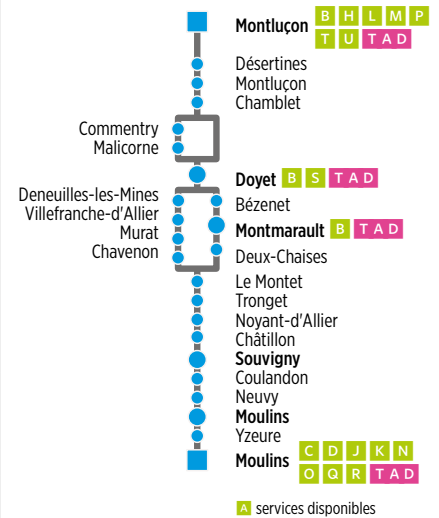 Montluçon B H L M P
T U TAD
Désertines
Montluçon
Chamblet
Commentry
Malicorne
Doyet B S TAD
Deneuilles-les-Mines
Villefranche-d'Allier
Murat
Chavenon
Bézenet
Montmarault B TAD
Deux-Chaises
Le Montet
Tronget
Noyant-d'Allier
Châtillon
Souvigny
Coulandon
Neuvy
Moulins
Yzeure
Moulins C D J K N
O Q R TAD
A services disponibles